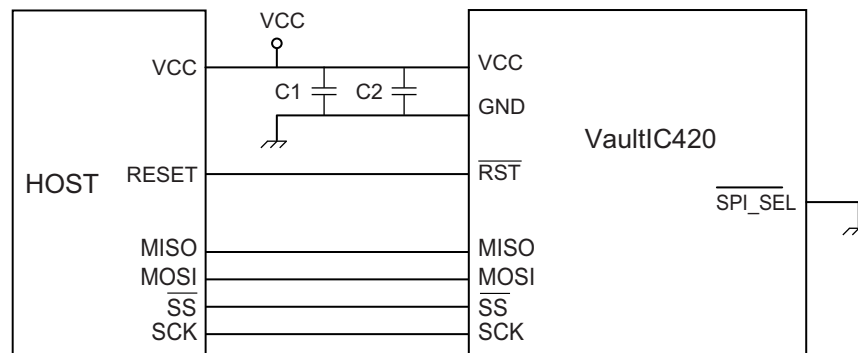 VCC
VCC VCC
C1 C2
GND
HOST
VaultIC420
RESET RST
SPI_SEL
MISO MISO
MOSI MOSI
SS SS
SCK SCK